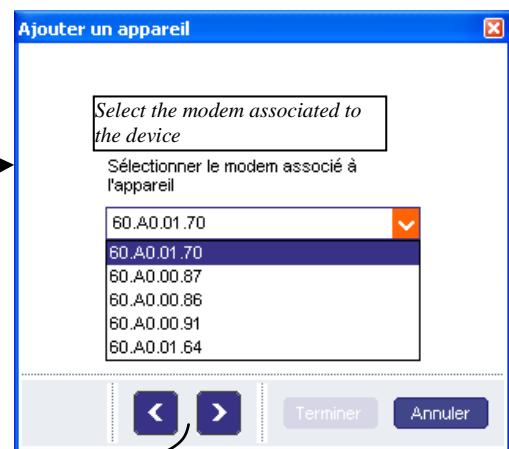 Ajouter un appareil
Select the modem associated to
the device
Sélectionner le modem associé à
l'appareil
60.A0.01.70
60.A0.01.70
60.A0.00.87
60.A0.00.86
60.A0.00.91
60.A0.01.64
Terminer
Annuler